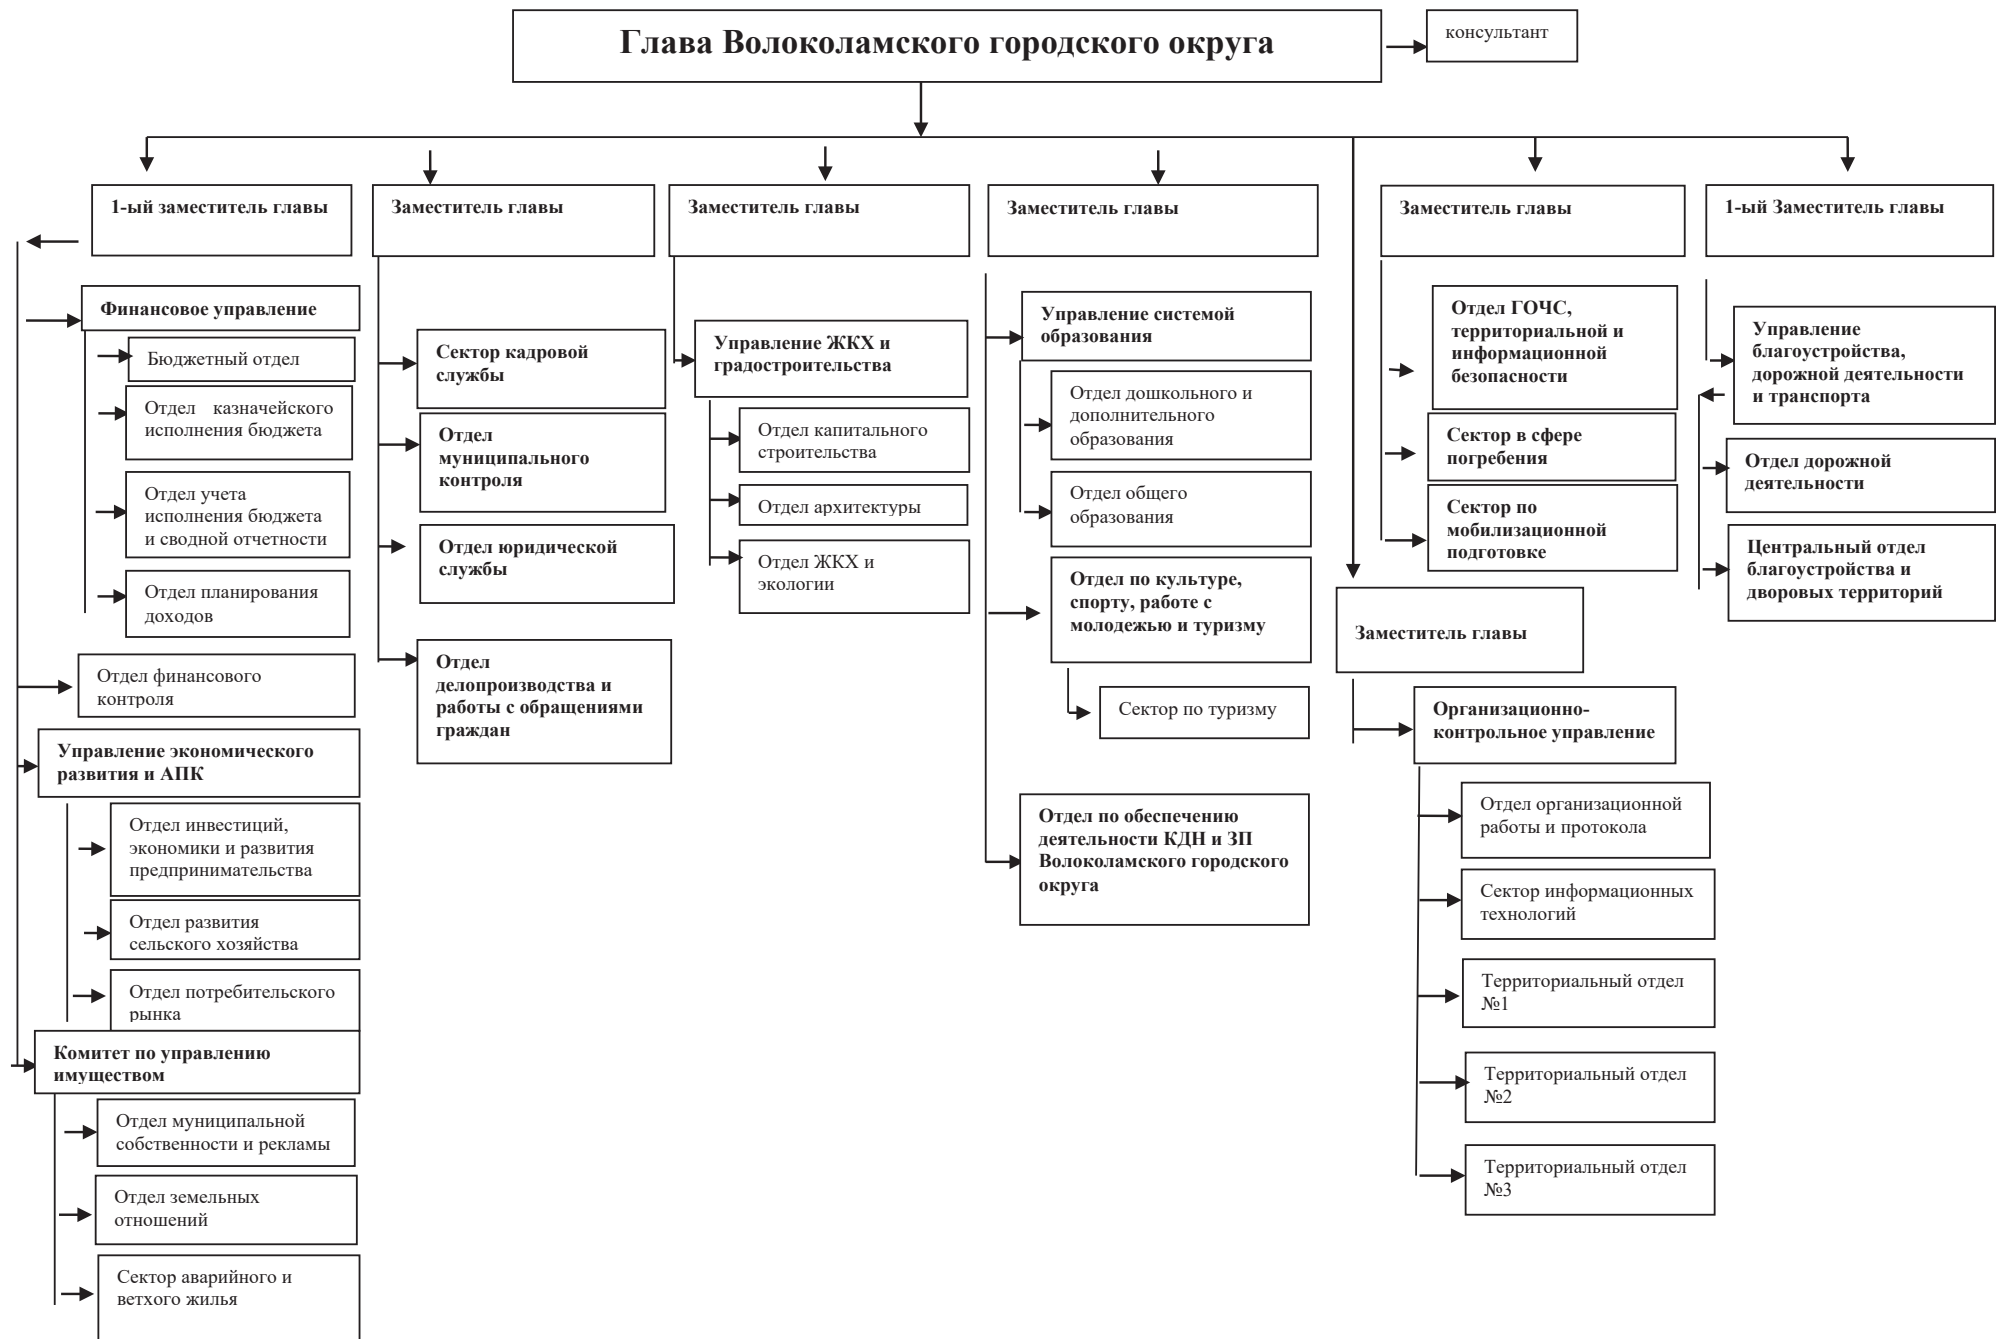 Глава Волоколамского городского округа
консультант
1-ый заместитель главы
Финансовое управление
Бюджетный отдел
Отдел казначейского
исполнения бюджета
Отдел учета
исполнения бюджета
и сводной отчетности
Отдел планирования
доходов
Отдел финансового
контроля
Управление экономического
развития и АПК
Отдел инвестиций,
экономики и развития
предпринимательства
Отдел развития
сельского хозяйства
Отдел потребительского
рынка
Комитет по управлению
имуществом
Отдел муниципальной
собственности и рекламы
Отдел земельных
отношений
Сектор аварийного и
ветхого жилья
Заместитель главы
Сектор кадровой
службы
Отдел
муниципального
контроля
Отдел юридической
службы
Отдел
делопроизводства и
работы с обращениями
граждан
Заместитель главы
Управление ЖКХ и
градостроительства
Отдел капитального
строительства
Отдел архитектуры
Отдел ЖКХ и
экологии
Заместитель главы
Управление системой
образования
Отдел дошкольного и
дополнительного
образования
Отдел общего
образования
Отдел по культуре,
спорту, работе с
молодежью и туризму
Сектор по туризму
Отдел по обеспечению
деятельности КДН и ЗП
Волоколамского городского
округа
Заместитель главы
Организационно-
контрольное управление
Отдел организационной
работы и протокола
Сектор информационных
технологий
Территориальный отдел
№1
Территориальный отдел
№2
Территориальный отдел
№3
Заместитель главы
Отдел ГОЧС,
территориальной и
информационной
безопасности
Сектор в сфере
погребения
Сектор по
мобилизационной
подготовке
1-ый Заместитель главы
Управление
благоустройства,
дорожной деятельности
и транспорта
Отдел дорожной
деятельности
Центральный отдел
благоустройства и
дворовых территорий